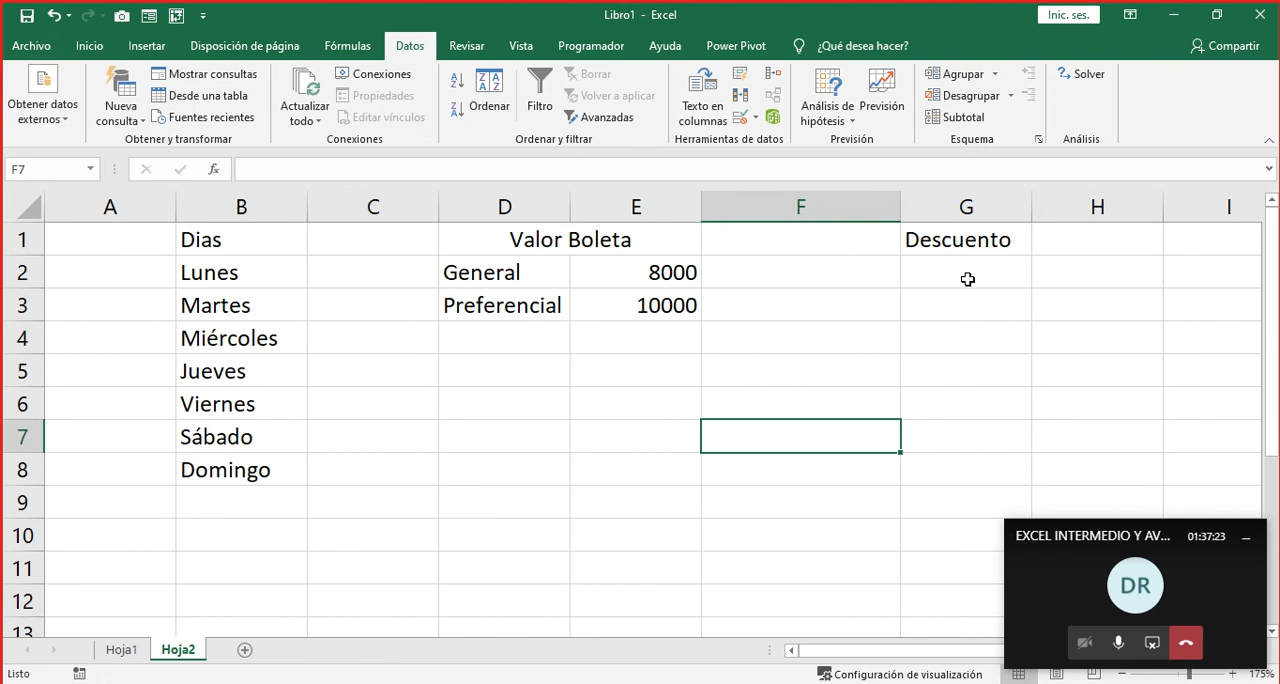 Libro1 - Excel
Inic. ses.
Archivo Inicio Insertar Disposición de página Fórmulas Datos Revisar Vista Programador Ayuda Power Pivot ¿Qué desea hacer? Compartir
Obtener datos externos
Nueva consulta
Mostrar consultas
Desde una tabla
Fuentes recientes
Obtener y transformar
Actualizar todo
Conexiones
Propiedades
Editar vínculos
Conexiones
Ordenar
Filtro
Borrar
Volver a aplicar
Avanzadas
Ordenar y filtrar
Texto en columnas
Herramientas de datos
Análisis de hipótesis
Previsión
Previsión
Agrupar
Desagrupar
Subtotal
Esquema
Solver
Análisis
F7 fx
A B C D E F G H I
1 Dias Valor Boleta Descuento
2 Lunes General 8000
3 Martes Preferencial 10000
4 Miércoles
5 Jueves
6 Viernes
7 Sábado
8 Domingo
9
10
11
12
13
EXCEL INTERMEDIO Y AV... 01:37:23
DR
Hoja1 Hoja2
Listo Configuración de visualización 175%